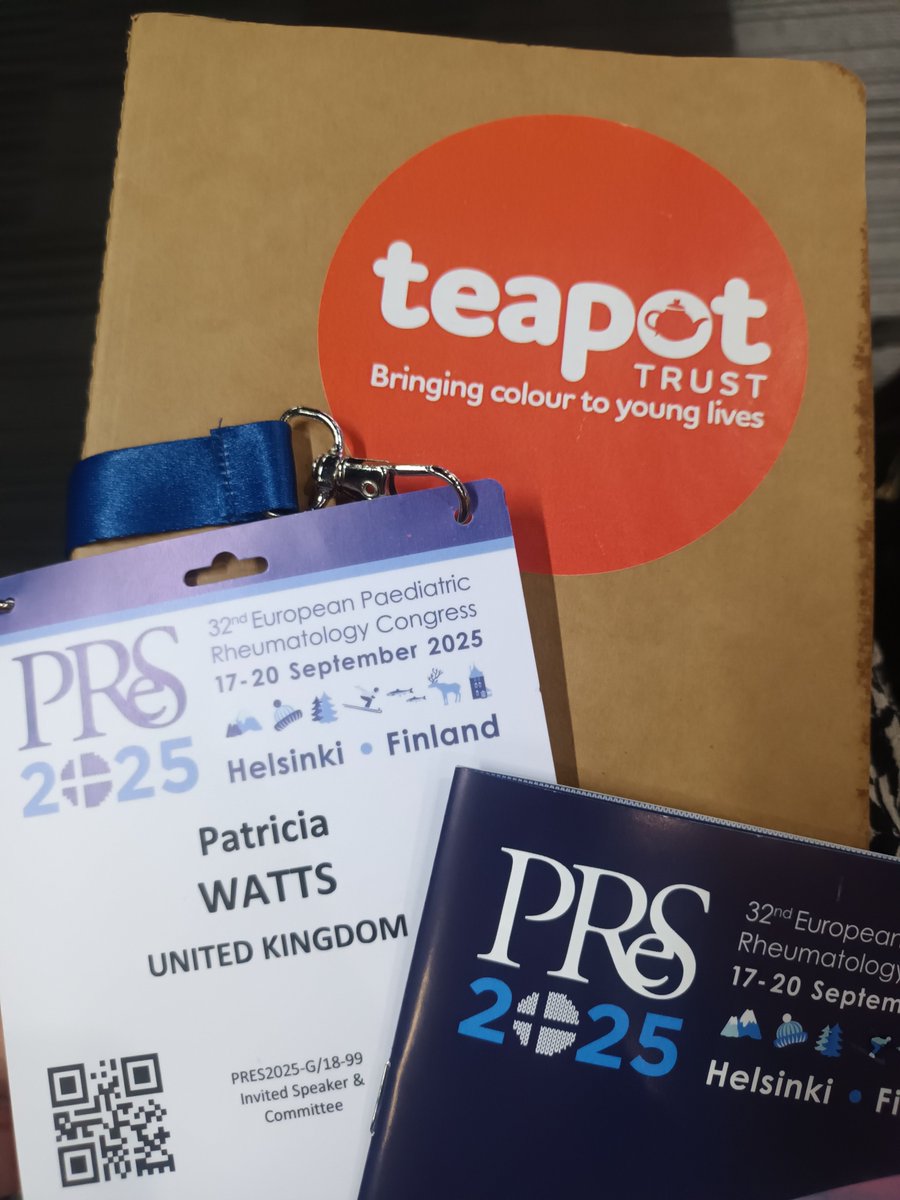 teapot
TRUST
Bringing colour to young lives
32nd European Paediatric
Rheumatology Congress
17-20 September 2025
PReS
2025
Helsinki • Finland
Patricia
WATTS
UNITED KINGDOM
PRES2025-G/18-99
Invited Speaker &
Committee
PReS
2025
32nd European
Rheumatology
17-20 Septem
Helsinki • Fi